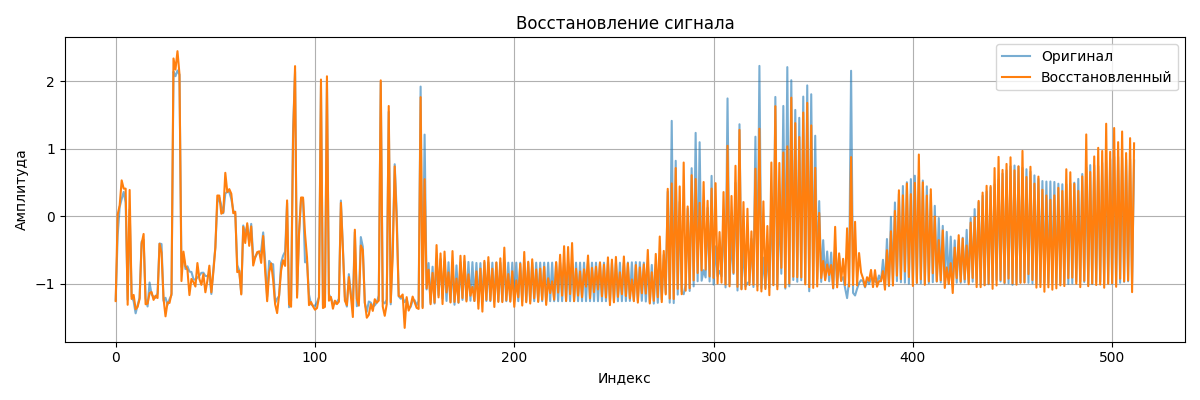 Восстановление сигнала
Оригинал
Восстановленный
2
1
0
−1
Амплитуда
0
100
200
300
400
500
Индекс